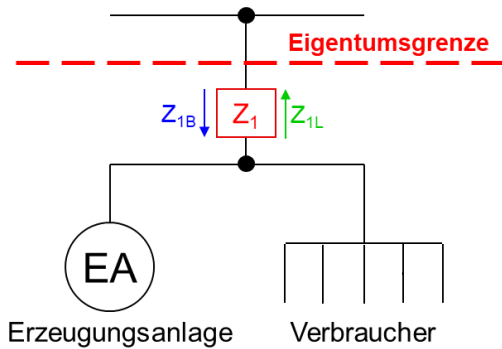 Eigentumsgrenze
Z1B
Z1
Z1L
EA
Erzeugungsanlage
Verbraucher